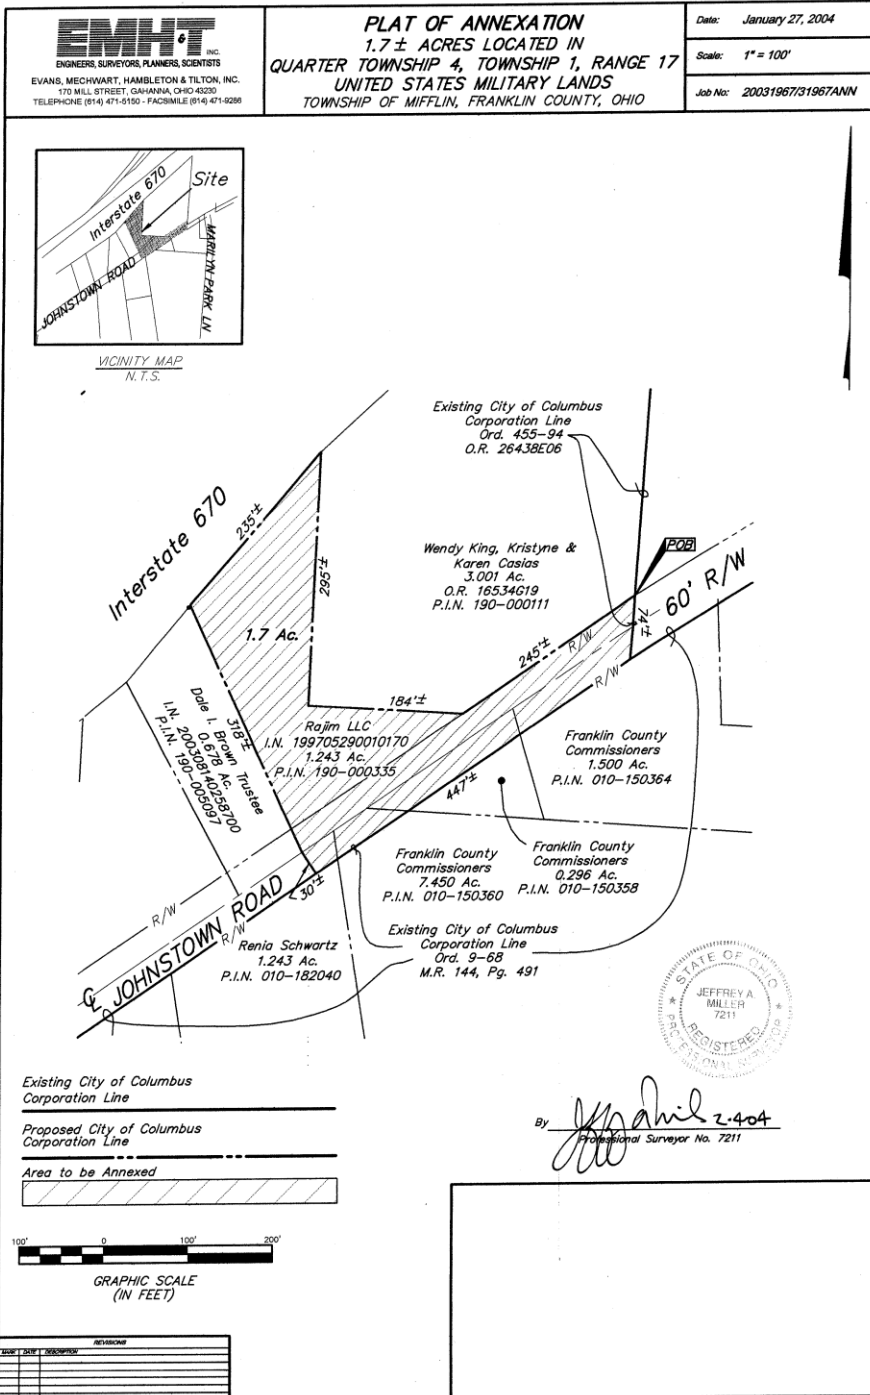 EMH&T INC.
ENGINEERS, SURVEYORS, PLANNERS, SCIENTISTS
EVANS, MECHWART, HAMBLETON & TILTON, INC.
170 MILL STREET, GAHANNA, OHIO 43230
TELEPHONE (614) 471-5150 - FACSIMILE (614) 471-9286
PLAT OF ANNEXATION
1.7 ± ACRES LOCATED IN
QUARTER TOWNSHIP 4, TOWNSHIP 1, RANGE 17
UNITED STATES MILITARY LANDS
TOWNSHIP OF MIFFLIN, FRANKLIN COUNTY, OHIO
Date: January 27, 2004
Scale: 1" = 100'
Job No: 20031967/31967ANN
Interstate 670
Site
JOHNSTOWN ROAD
MARILYN PARK LN
VICINITY MAP
N.T.S.
Existing City of Columbus
Corporation Line
Ord. 455-94
O.R. 26438E06
Interstate 670
235'±
295'±
Wendy King, Kristyne &
Karen Casias
3.001 Ac.
O.R. 16534G19
P.I.N. 190-000111
POB
60' R/W
74'±
R/W
R/W
245'±
1.7 Ac.
184'±
318'±
Dale I. Brown Trustee
0.678 Ac.
I.N. 200308140258700
P.I.N. 190-005097
Rajim LLC
I.N. 199705290010170
1.243 Ac.
P.I.N. 190-000335
447'±
Franklin County
Commissioners
1.500 Ac.
P.I.N. 010-150364
Franklin County
Commissioners
7.450 Ac.
P.I.N. 010-150360
Franklin County
Commissioners
0.296 Ac.
P.I.N. 010-150358
30'±
R/W
R/W
℄ JOHNSTOWN ROAD
Renia Schwartz
1.243 Ac.
P.I.N. 010-182040
Existing City of Columbus
Corporation Line
Ord. 9-68
M.R. 144, Pg. 491
STATE OF OHIO
JEFFREY A.
MILLER
7211
REGISTERED
PROFESSIONAL SURVEYOR
Existing City of Columbus
Corporation Line
Proposed City of Columbus
Corporation Line
Area to be Annexed
By 2-4-04
Professional Surveyor No. 7211
100' 0 100' 200'
GRAPHIC SCALE
(IN FEET)
REVISIONS
MARK DATE DESCRIPTION